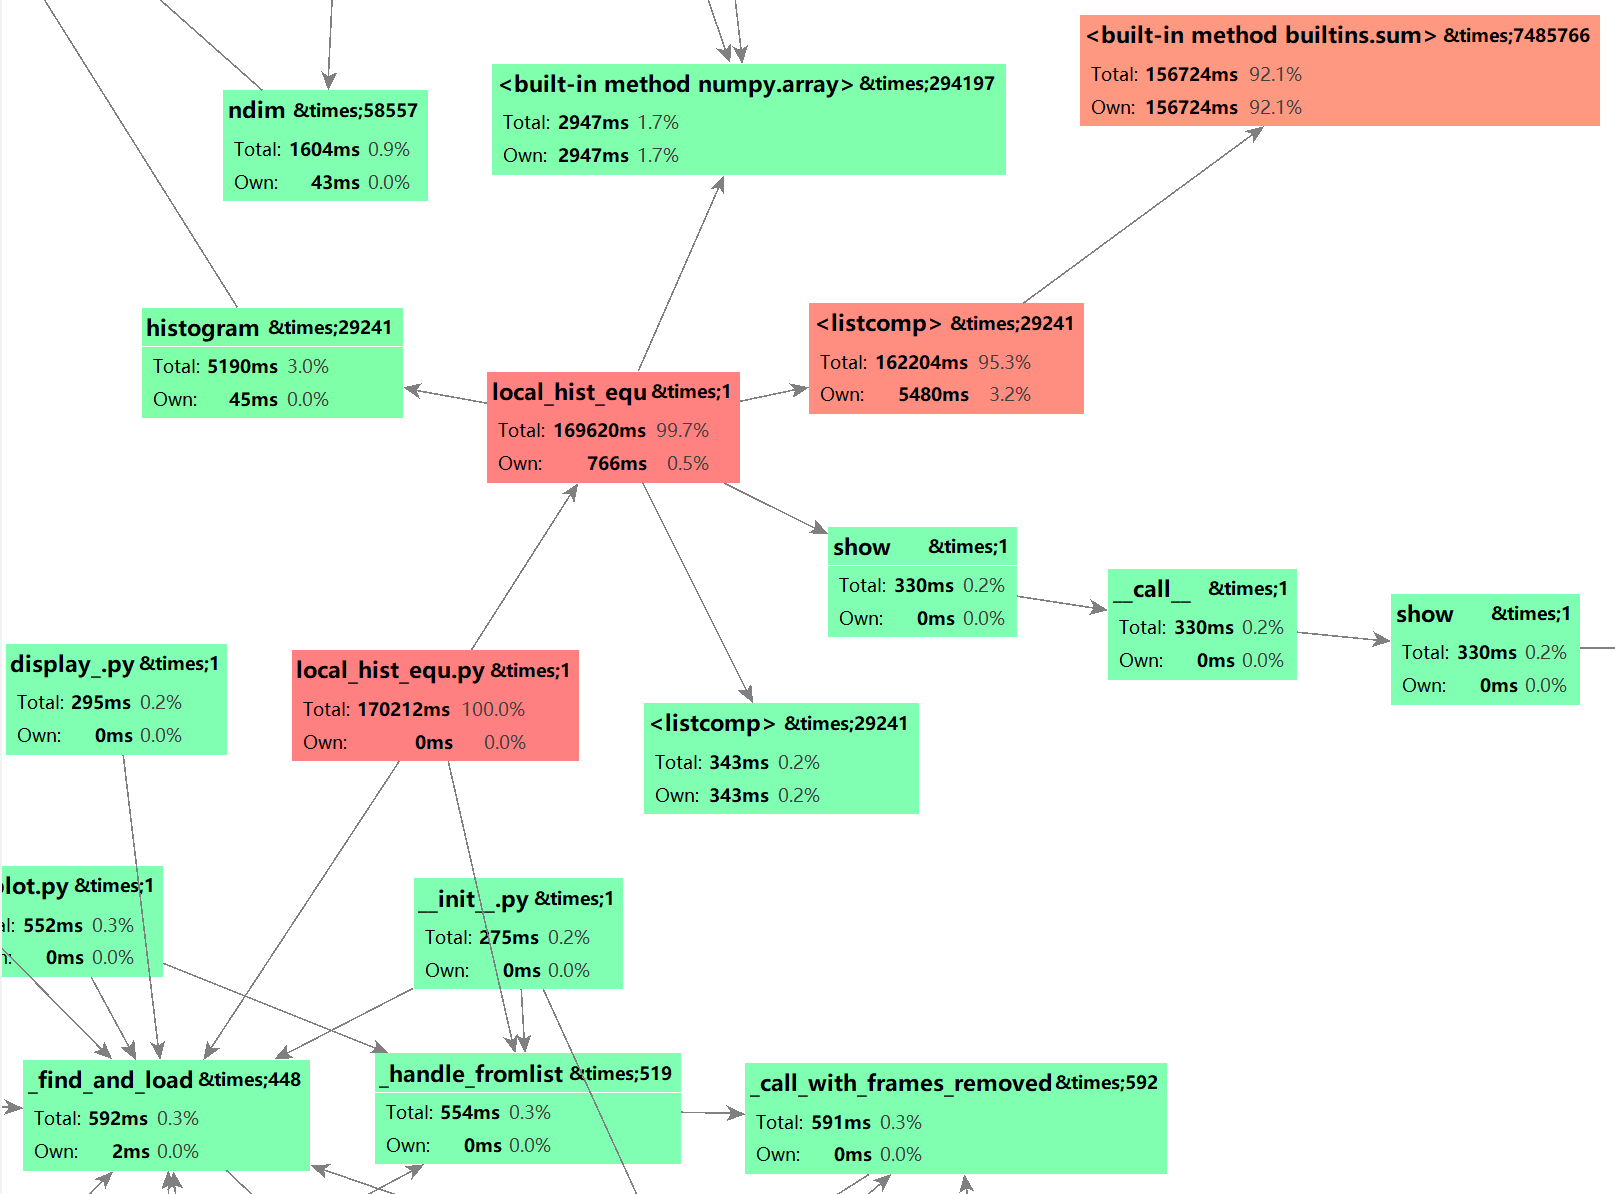 <built-in method builtins.sum> &times;7485766
Total: 156724ms 92.1%
Own: 156724ms 92.1%
<built-in method numpy.array> &times;294197
Total: 2947ms 1.7%
Own: 2947ms 1.7%
ndim &times;58557
Total: 1604ms 0.9%
Own: 43ms 0.0%
histogram &times;29241
Total: 5190ms 3.0%
Own: 45ms 0.0%
<listcomp> &times;29241
Total: 162204ms 95.3%
Own: 5480ms 3.2%
local_hist_equ &times;1
Total: 169620ms 99.7%
Own: 766ms 0.5%
show &times;1
Total: 330ms 0.2%
Own: 0ms 0.0%
__call__ &times;1
Total: 330ms 0.2%
Own: 0ms 0.0%
show &times;1
Total: 330ms 0.2%
Own: 0ms 0.0%
display_.py &times;1
Total: 295ms 0.2%
Own: 0ms 0.0%
local_hist_equ.py &times;1
Total: 170212ms 100.0%
Own: 0ms 0.0%
<listcomp> &times;29241
Total: 343ms 0.2%
Own: 343ms 0.2%
lot.py &times;1
al: 552ms 0.3%
n: 0ms 0.0%
__init__.py &times;1
Total: 275ms 0.2%
Own: 0ms 0.0%
_find_and_load &times;448
Total: 592ms 0.3%
Own: 2ms 0.0%
_handle_fromlist &times;519
Total: 554ms 0.3%
Own: 0ms 0.0%
_call_with_frames_removed &times;592
Total: 591ms 0.3%
Own: 0ms 0.0%